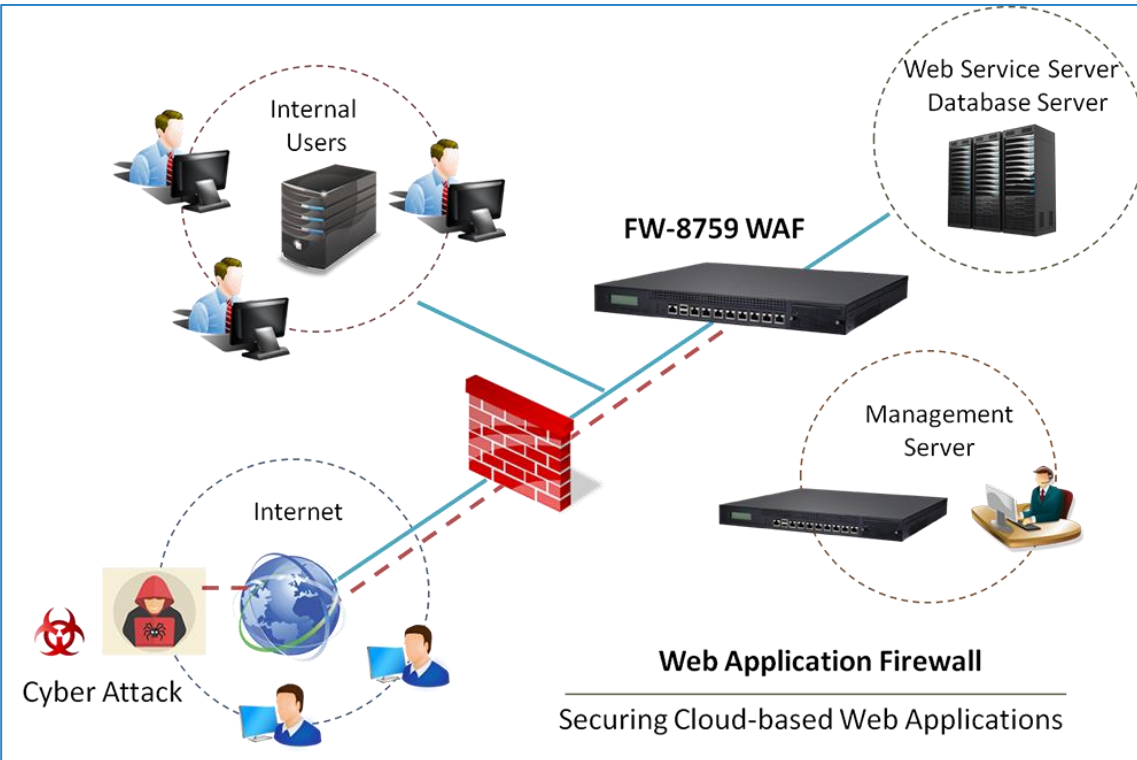 Internal
Users
Web Service Server
Database Server
FW-8759 WAF
Management
Server
Internet
Cyber Attack
Web Application Firewall
Securing Cloud-based Web Applications